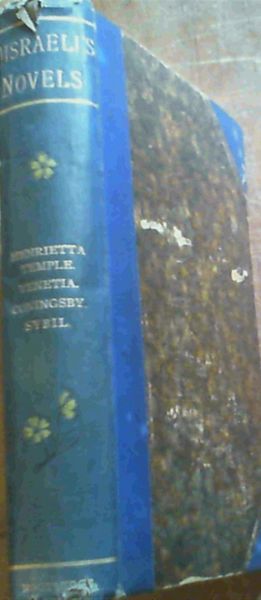 DISRAELI'S
NOVELS
HENRIETTA
TEMPLE.
VENETIA.
CONINGSBY.
SYBIL.